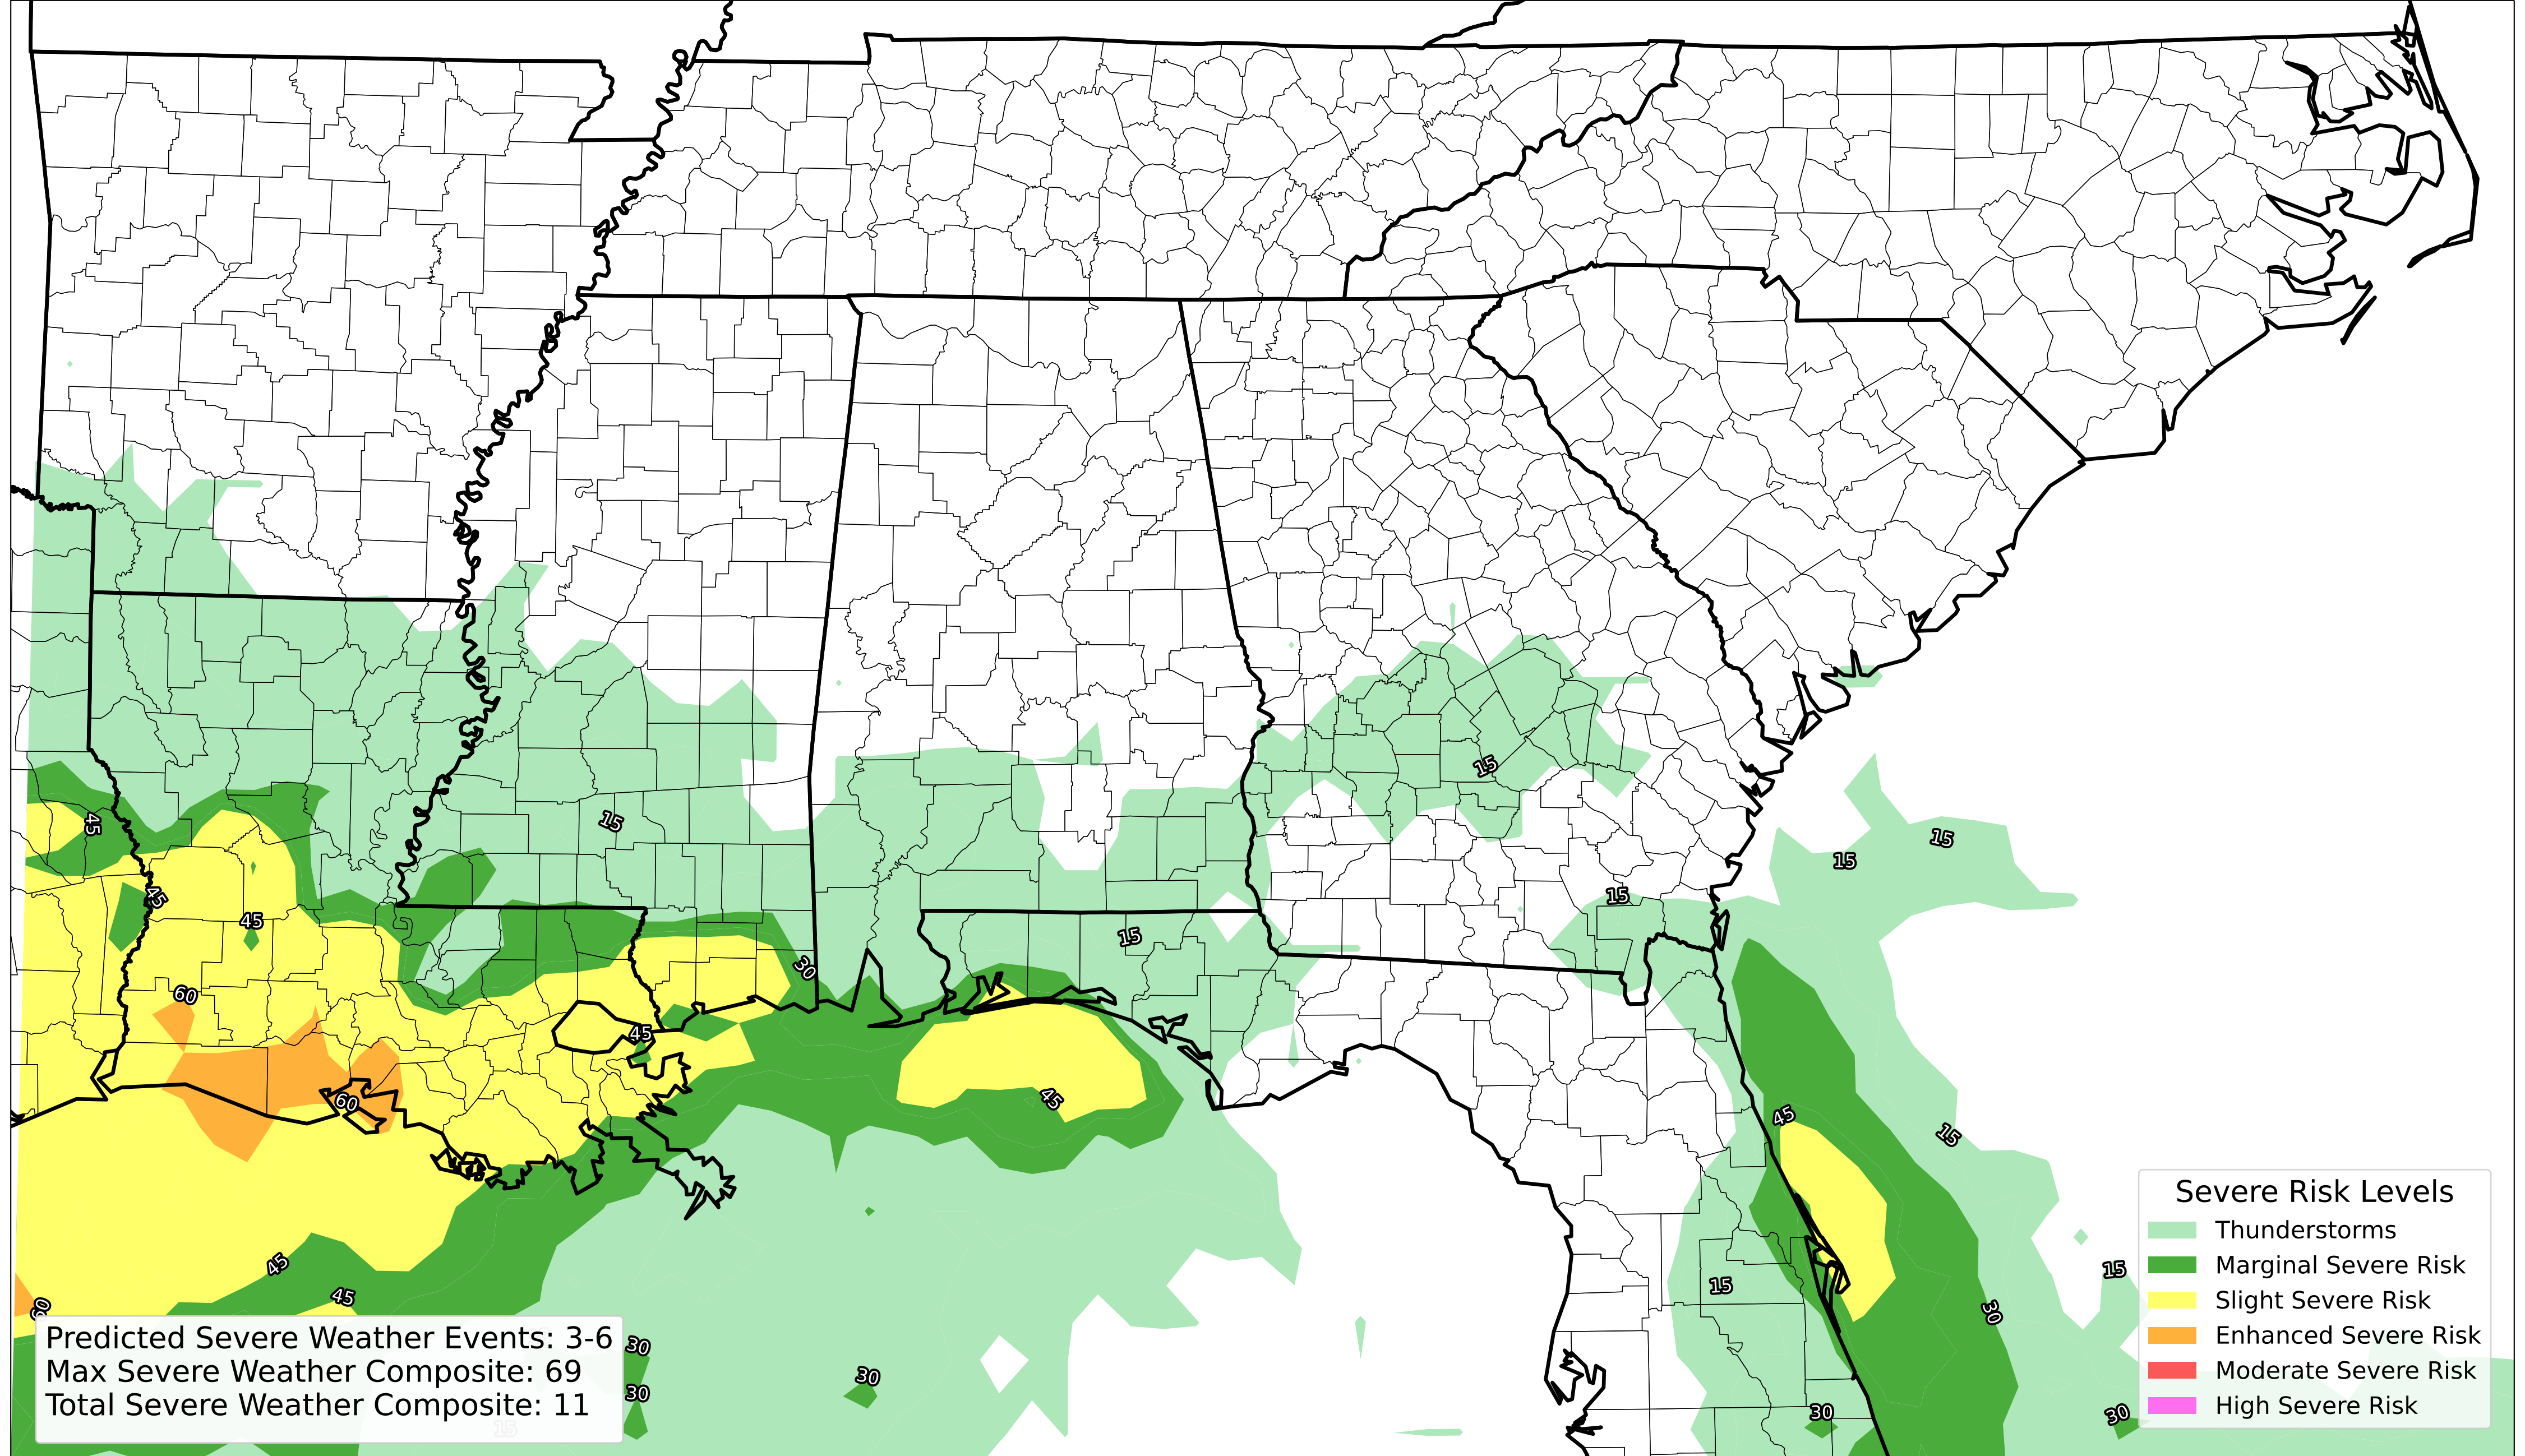 45
15
15
15
15
45
15
45
15
30
60
45
60
45
45
15
15
45
45
60
15
30
30
30
30
30
30
15
Severe Risk Levels
Thunderstorms
Marginal Severe Risk
Slight Severe Risk
Enhanced Severe Risk
Moderate Severe Risk
High Severe Risk
Predicted Severe Weather Events: 3-6
Max Severe Weather Composite: 69
Total Severe Weather Composite: 11